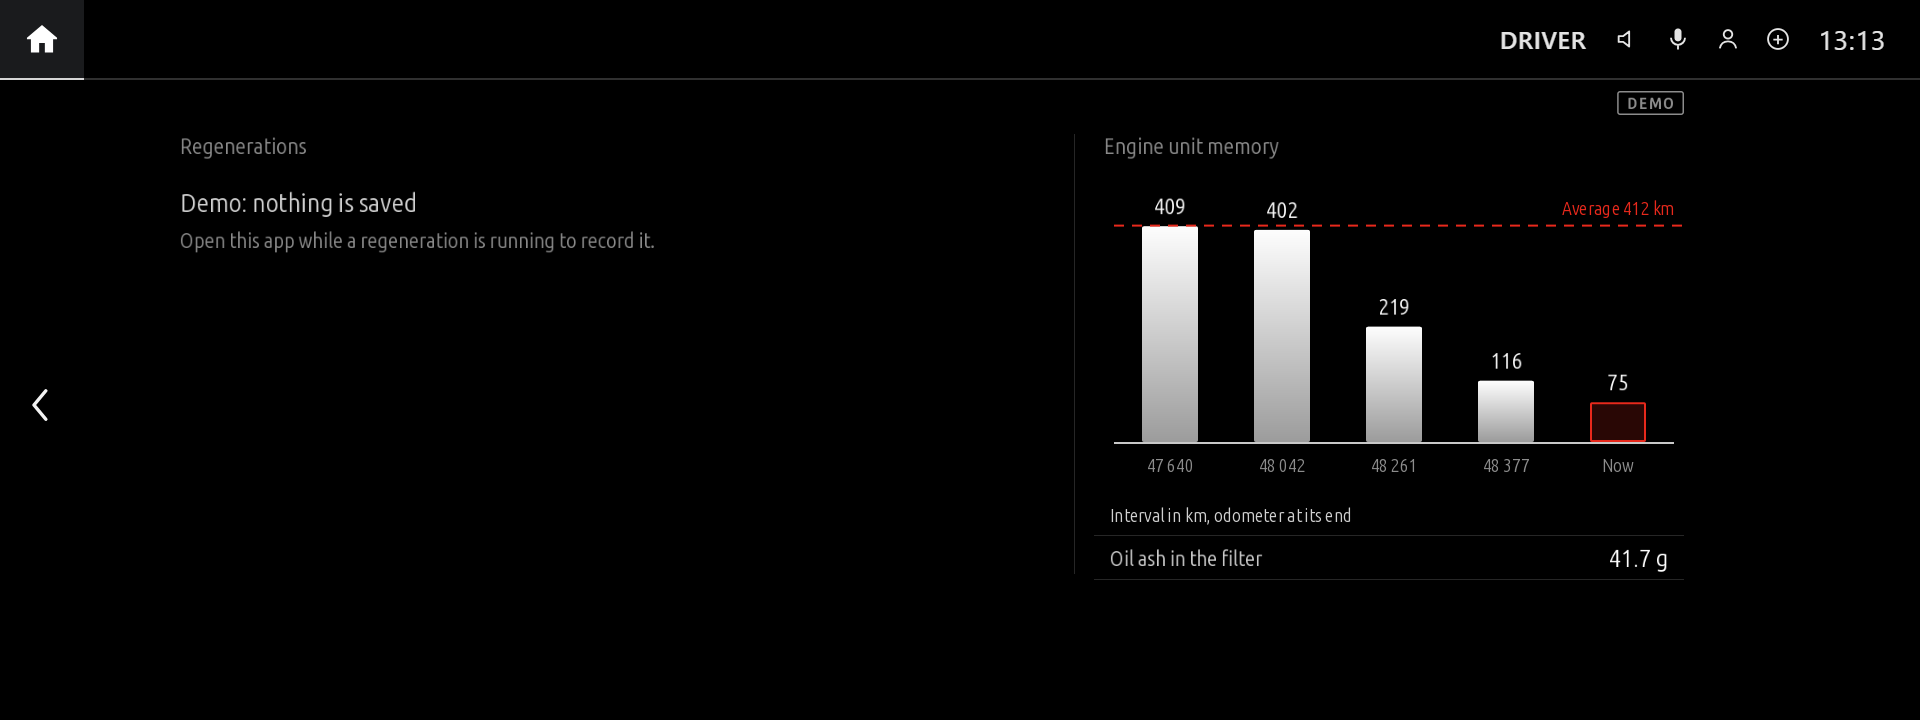 DRIVER 13:13
DEMO
Regenerations
Demo: nothing is saved
Open this app while a regeneration is running to record it.
Engine unit memory
Average 412 km
409 402 219 116 75
47 640 48 042 48 261 48 377 Now
Interval in km, odometer at its end
Oil ash in the filter 41.7 g